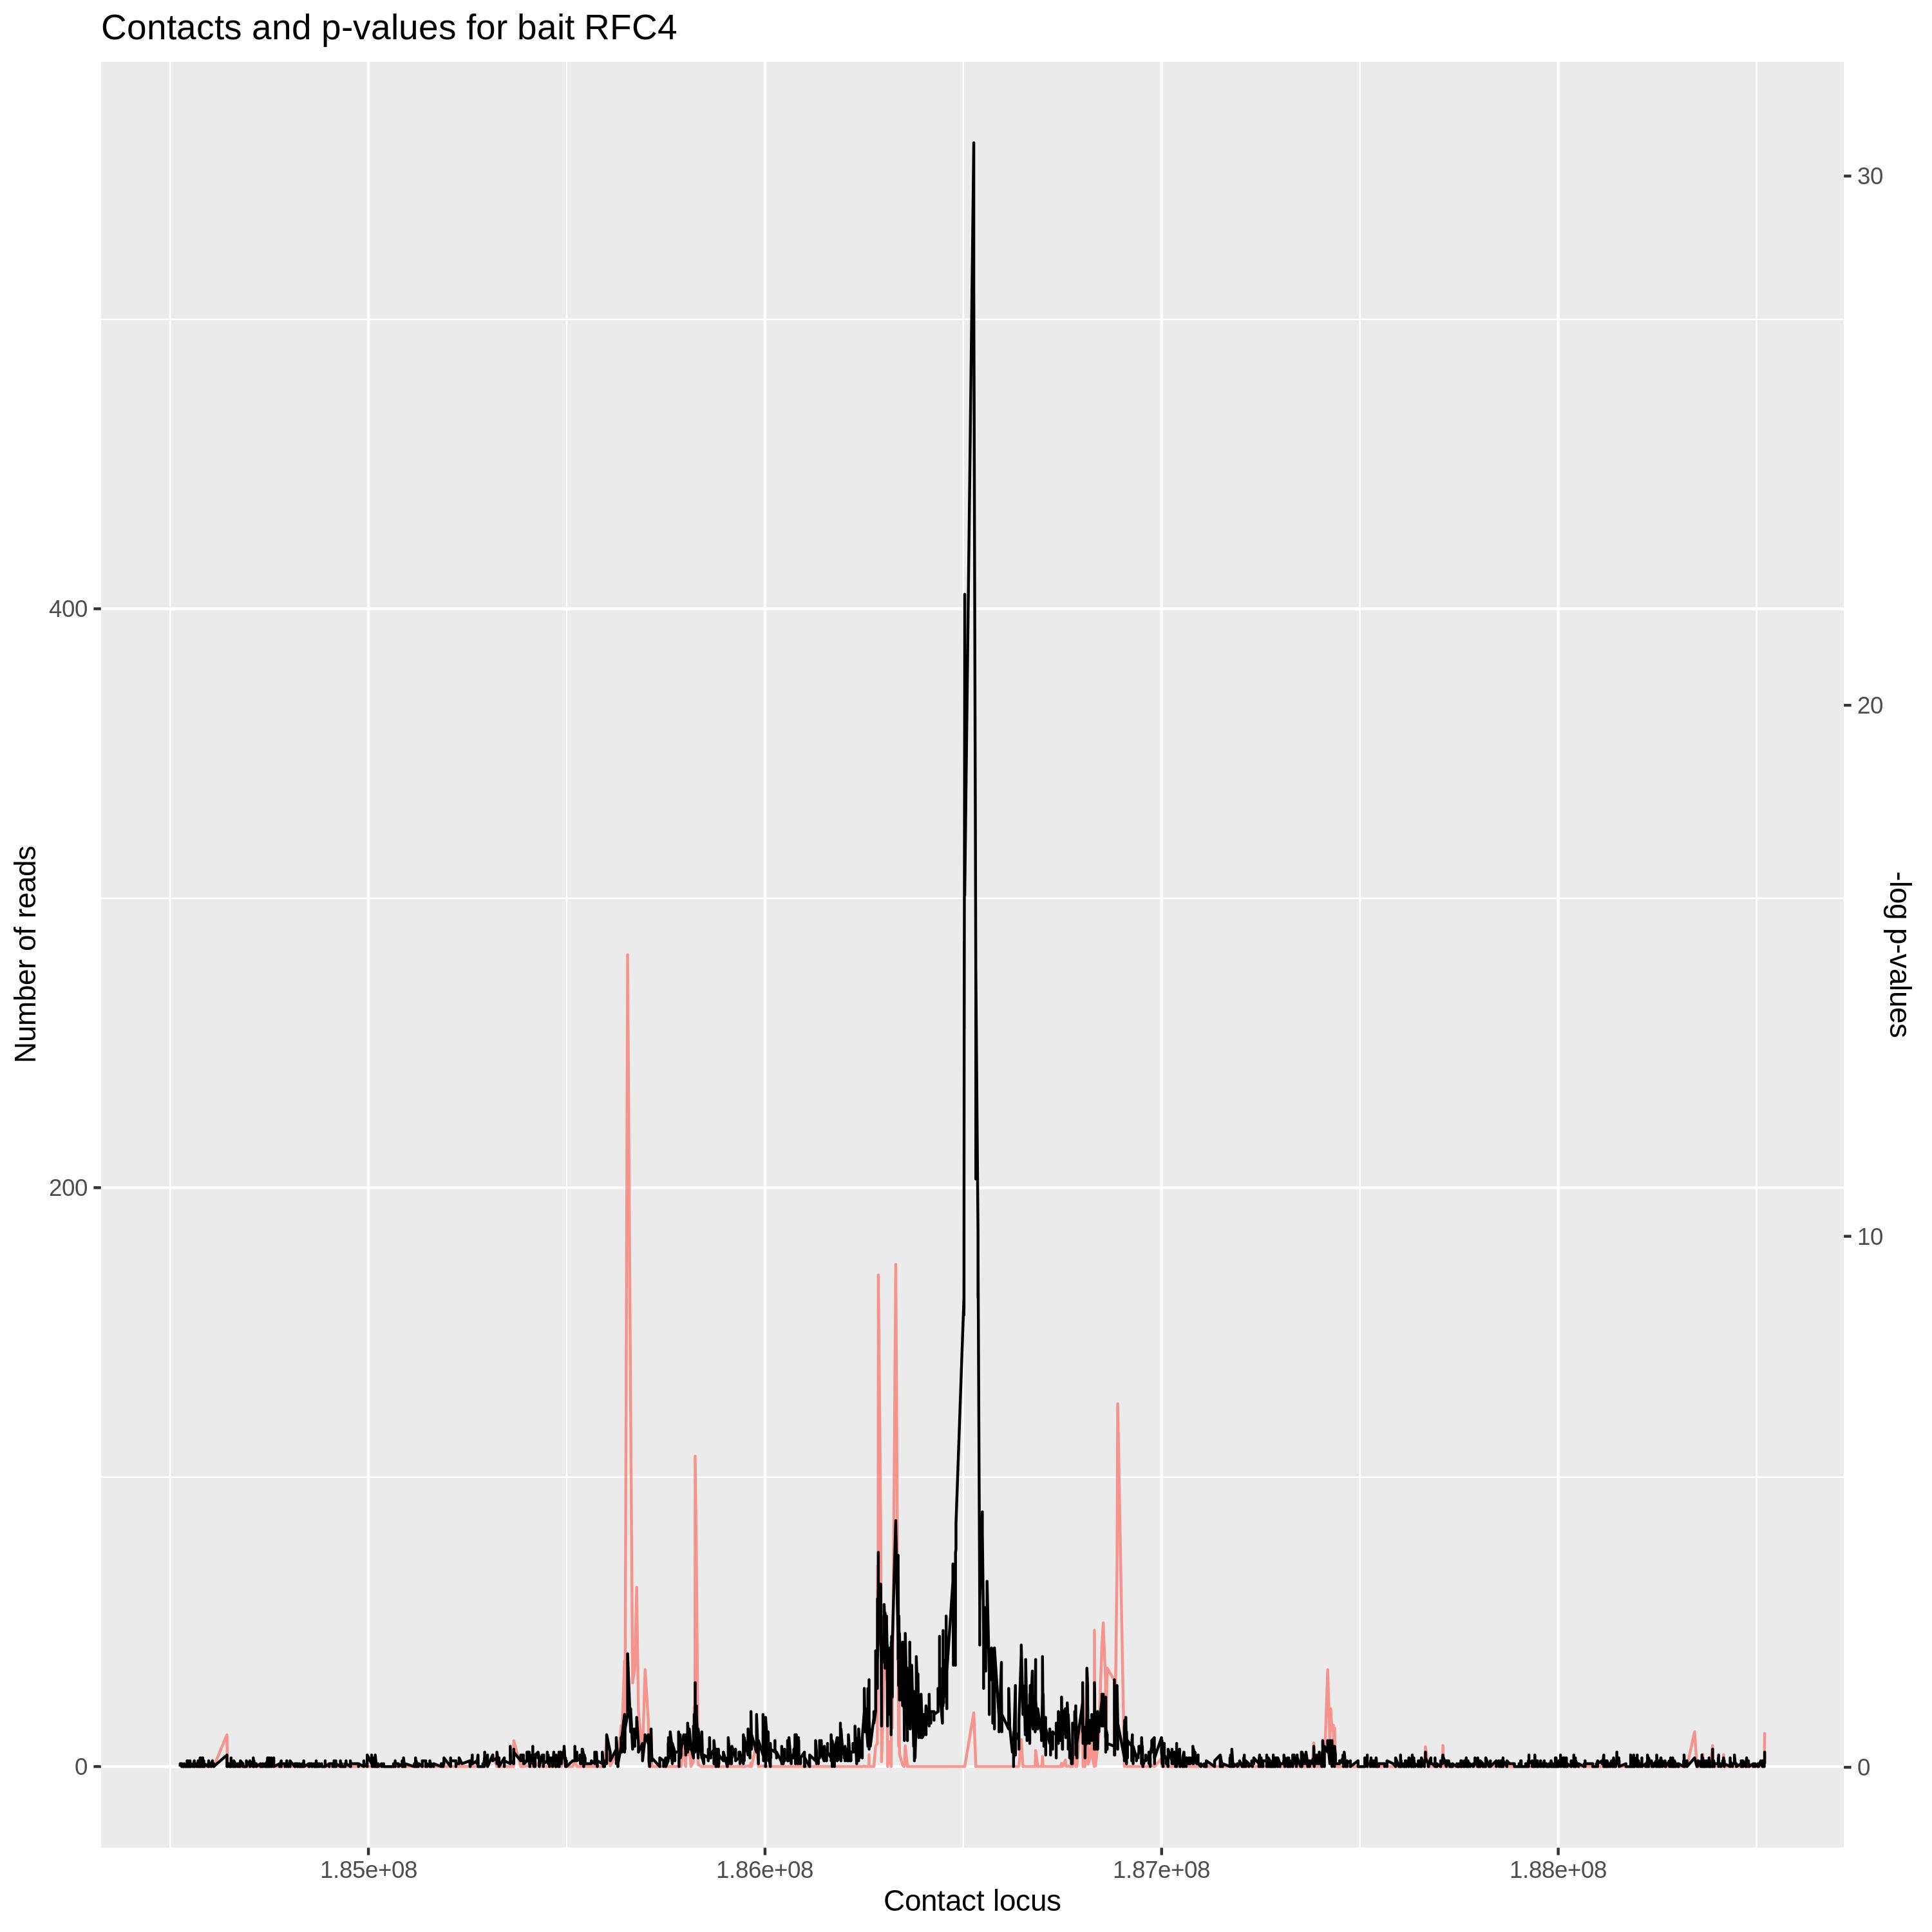 Contacts and p-values for bait RFC4
Number of reads
400
200
0
30
20
10
0
-log p-values
1.85e+08
1.86e+08
1.87e+08
1.88e+08
Contact locus